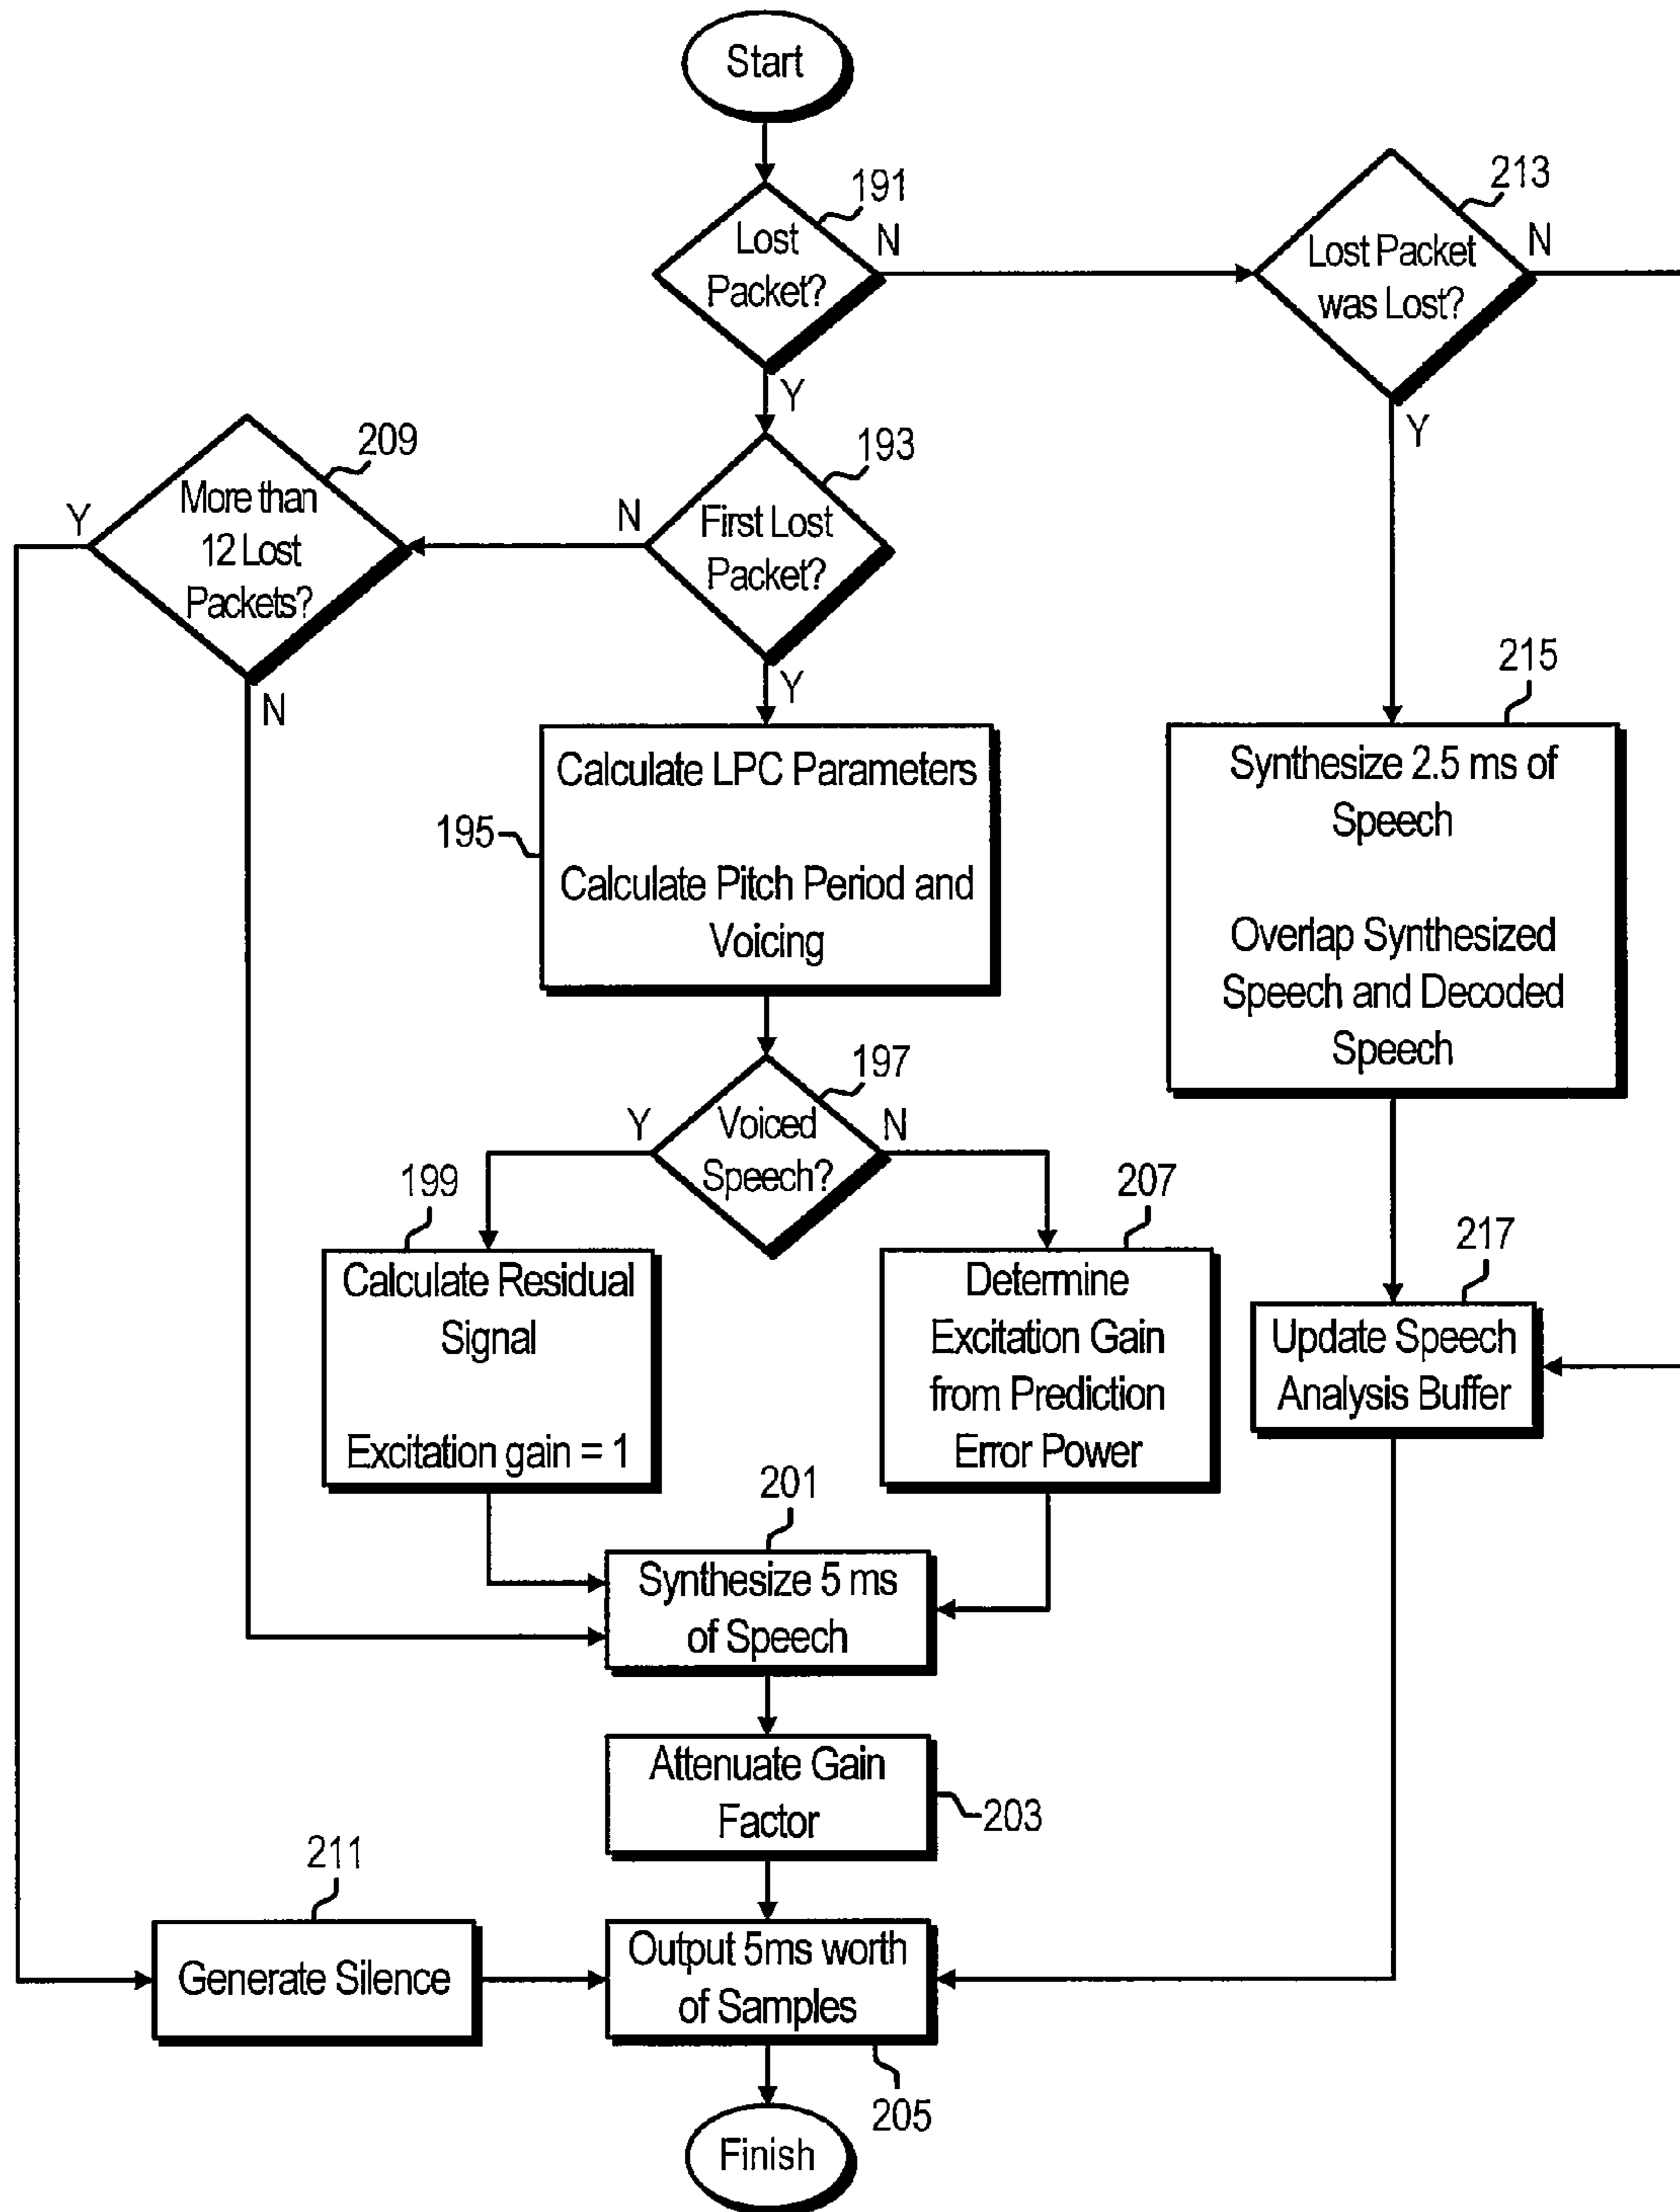 Start
191
Lost
Packet?
N
Y
213
Lost Packet
was Lost?
N
Y
209
More than
12 Lost
Packets?
Y
N
193
First Lost
Packet?
N
Y
195
Calculate LPC Parameters
Calculate Pitch Period and
Voicing
215
Synthesize 2.5 ms of
Speech
Overlap Synthesized
Speech and Decoded
Speech
197
Voiced
Speech?
Y
N
199
Calculate Residual
Signal
Excitation gain = 1
207
Determine
Excitation Gain
from Prediction
Error Power
217
Update Speech
Analysis Buffer
201
Synthesize 5 ms
of Speech
Attenuate Gain
Factor
203
211
Generate Silence
Output 5ms worth
of Samples
205
Finish